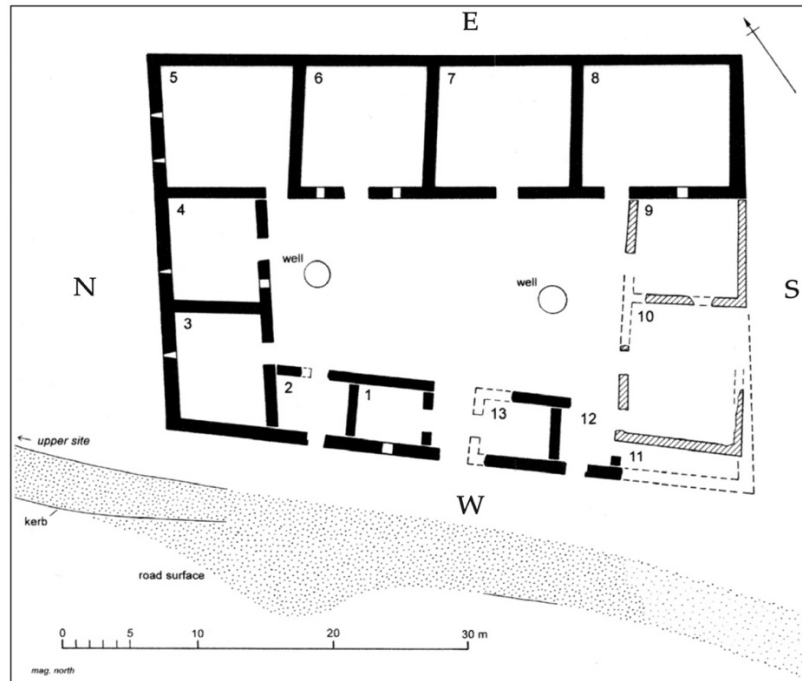 E
5
6
7
8
4
9
well
well
N
S
10
3
2
1
13
12
11
← upper site
W
kerb
road surface
0 5 10 20 30 m
mag. north